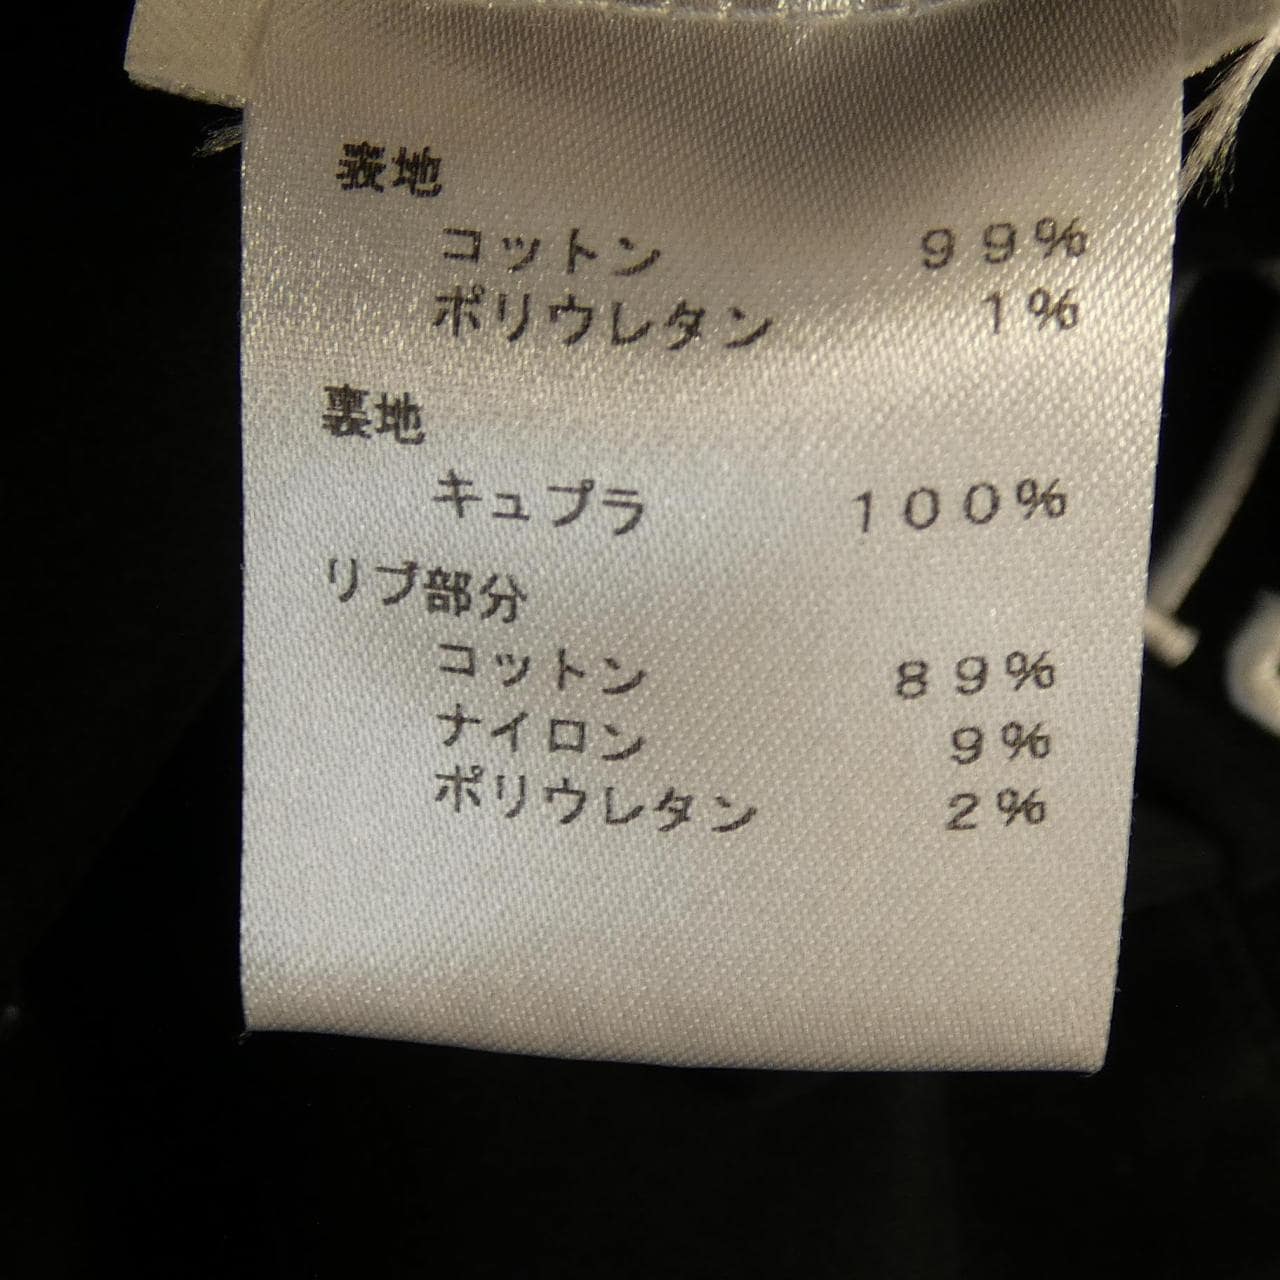 表地
コットン 99%
ポリウレタン 1%
裏地
キュプラ 100%
リブ部分
コットン 89%
ナイロン 9%
ポリウレタン 2%